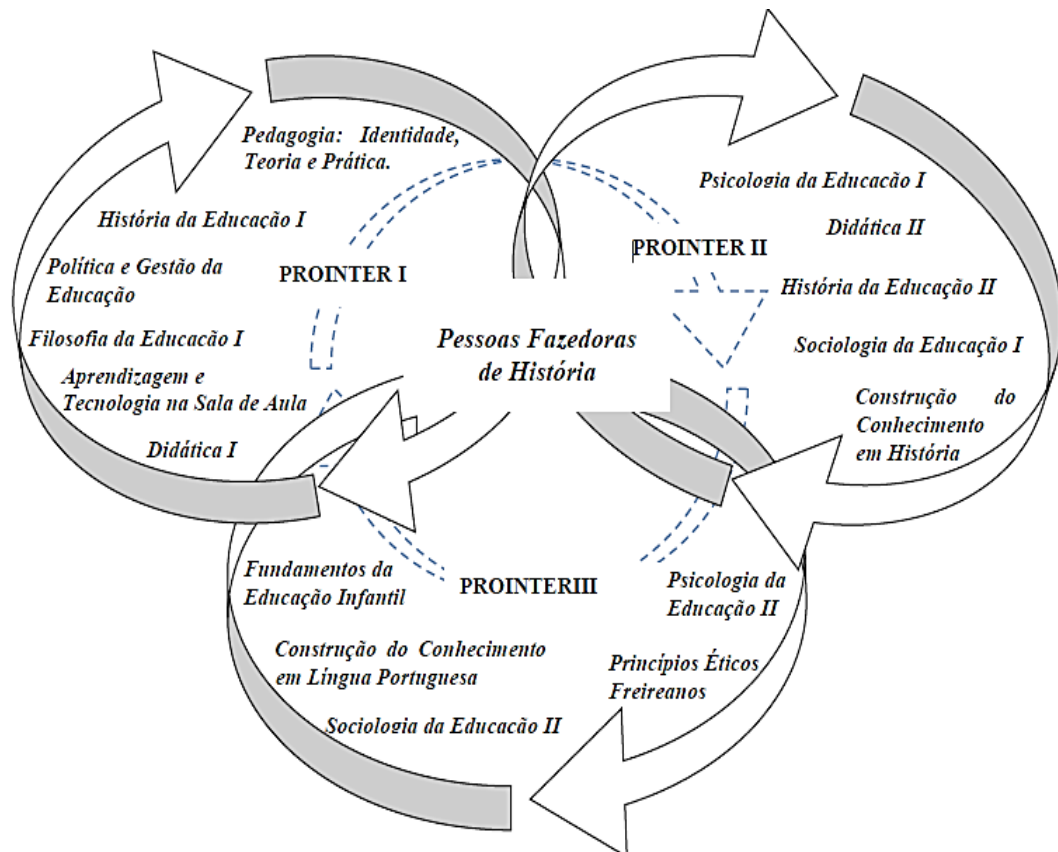 Pedagogia: Identidade,
Teoria e Prática.
História da Educação I
PROINTER I
Política e Gestão da
Educação
Filosofia da Educação I
Aprendizagem e
Tecnologia na Sala de Aula
Didática I
Pessoas Fazedoras
de História
Psicologia da Educação I
Didática II
PROINTER II
História da Educação II
Sociologia da Educação I
Construção do
Conhecimento
em História
Fundamentos da
Educação Infantil
PROINTERIII
Psicologia da
Educação II
Construção do Conhecimento
em Língua Portuguesa
Princípios Éticos
Freireanos
Sociologia da Educação II